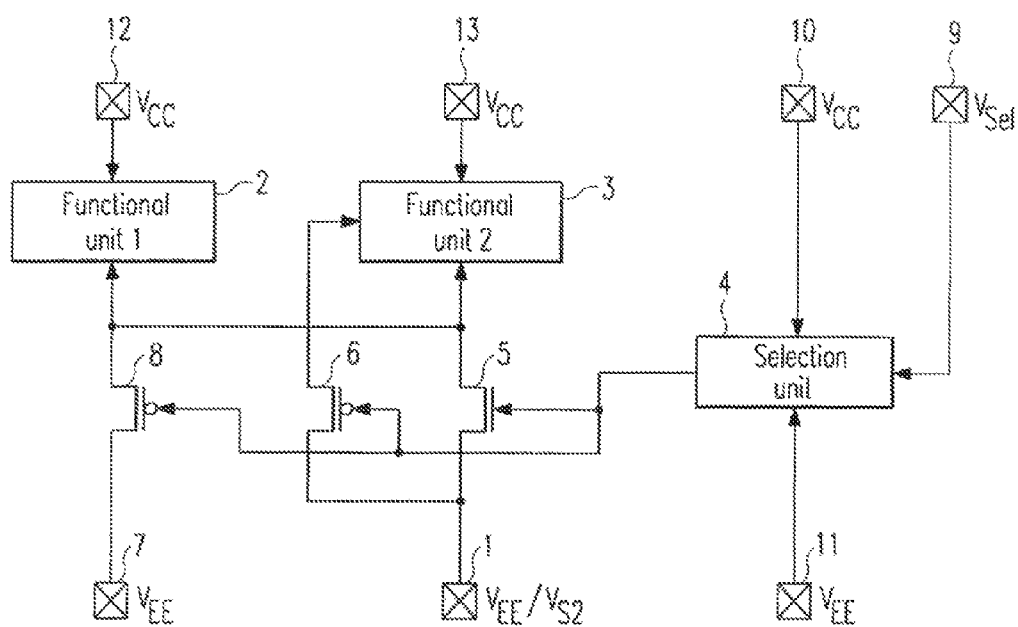 12
13
10
9
V_CC
V_CC
V_CC
V_Sel
2
3
Functional
unit 1
Functional
unit 2
4
Selection
unit
8
6
5
7
1
11
V_EE
V_EE/V_S2
V_EE